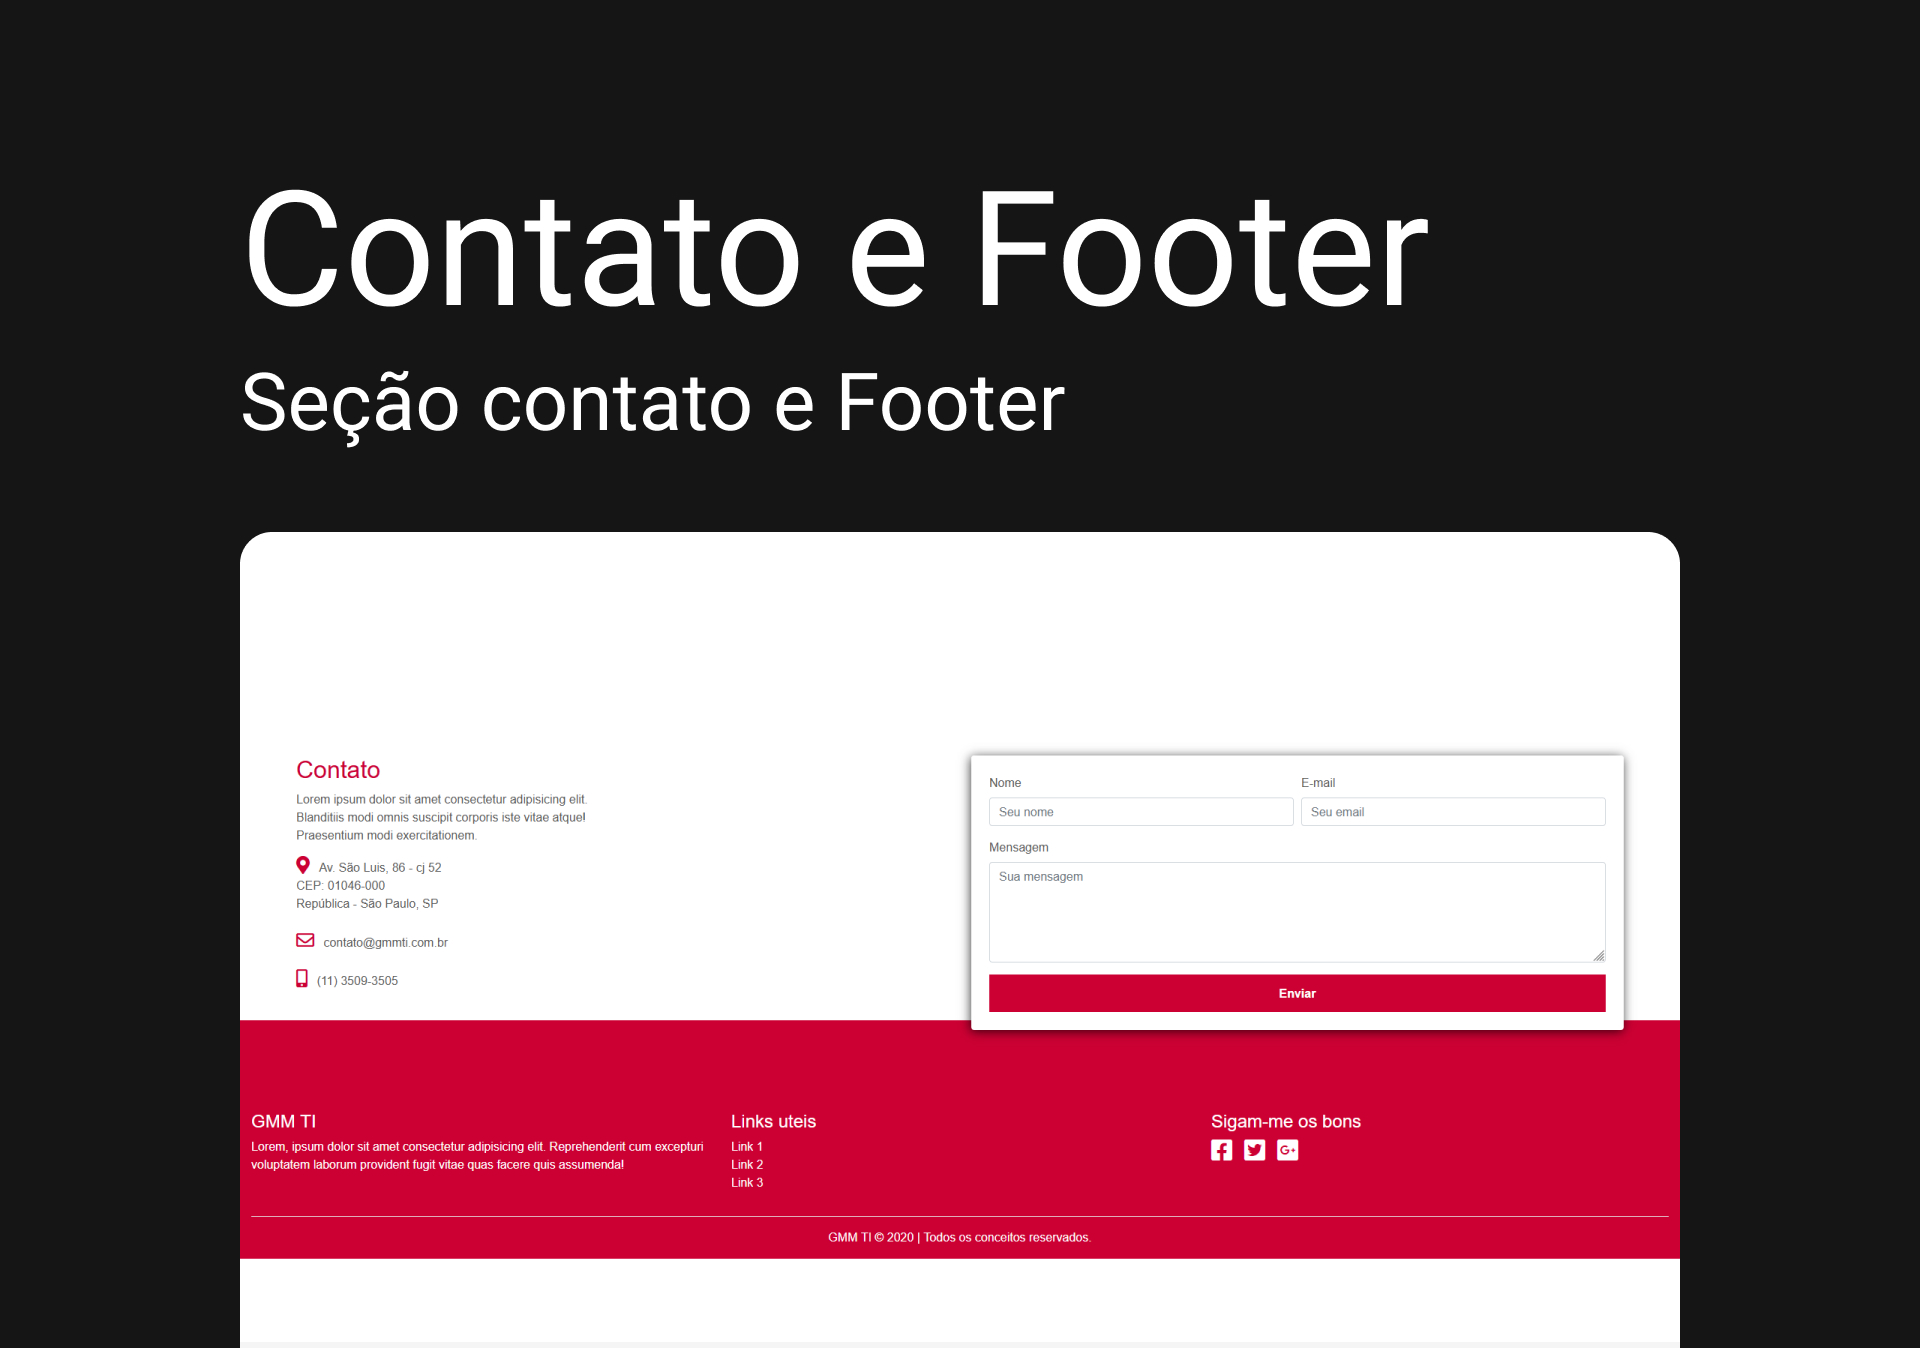 Contato e Footer
Seção contato e Footer
Contato
Lorem ipsum dolor sit amet consectetur adipisicing elit.
Blanditiis modi omnis suscipit corporis iste vitae atque!
Praesentium modi exercitationem.
Av. São Luis, 86 - cj 52
CEP: 01046-000
República - São Paulo, SP
contato@gmmti.com.br
(11) 3509-3505
Nome
E-mail
Seu nome
Seu email
Mensagem
Sua mensagem
Enviar
GMM TI
Lorem, ipsum dolor sit amet consectetur adipisicing elit. Reprehenderit cum excepturi
voluptatem laborum provident fugit vitae quas facere quis assumenda!
Links uteis
Link 1
Link 2
Link 3
Sigam-me os bons
GMM TI © 2020 | Todos os conceitos reservados.